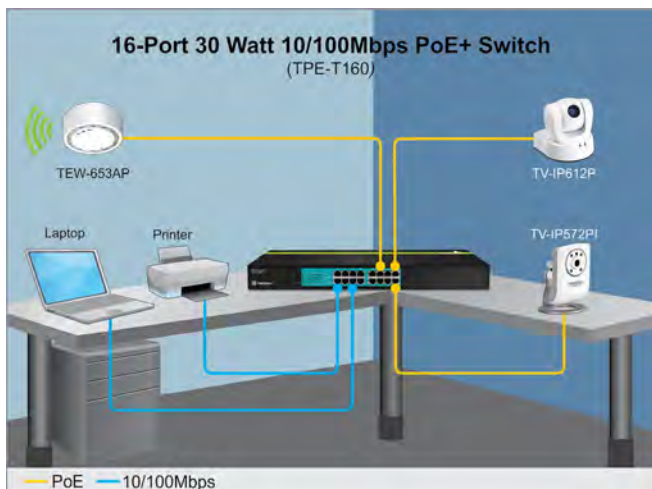 16-Port 30 Watt 10/100Mbps PoE+ Switch
(TPE-T160)
TEW-653AP
TV-IP612P
Laptop
Printer
TV-IP572PI
PoE
10/100Mbps